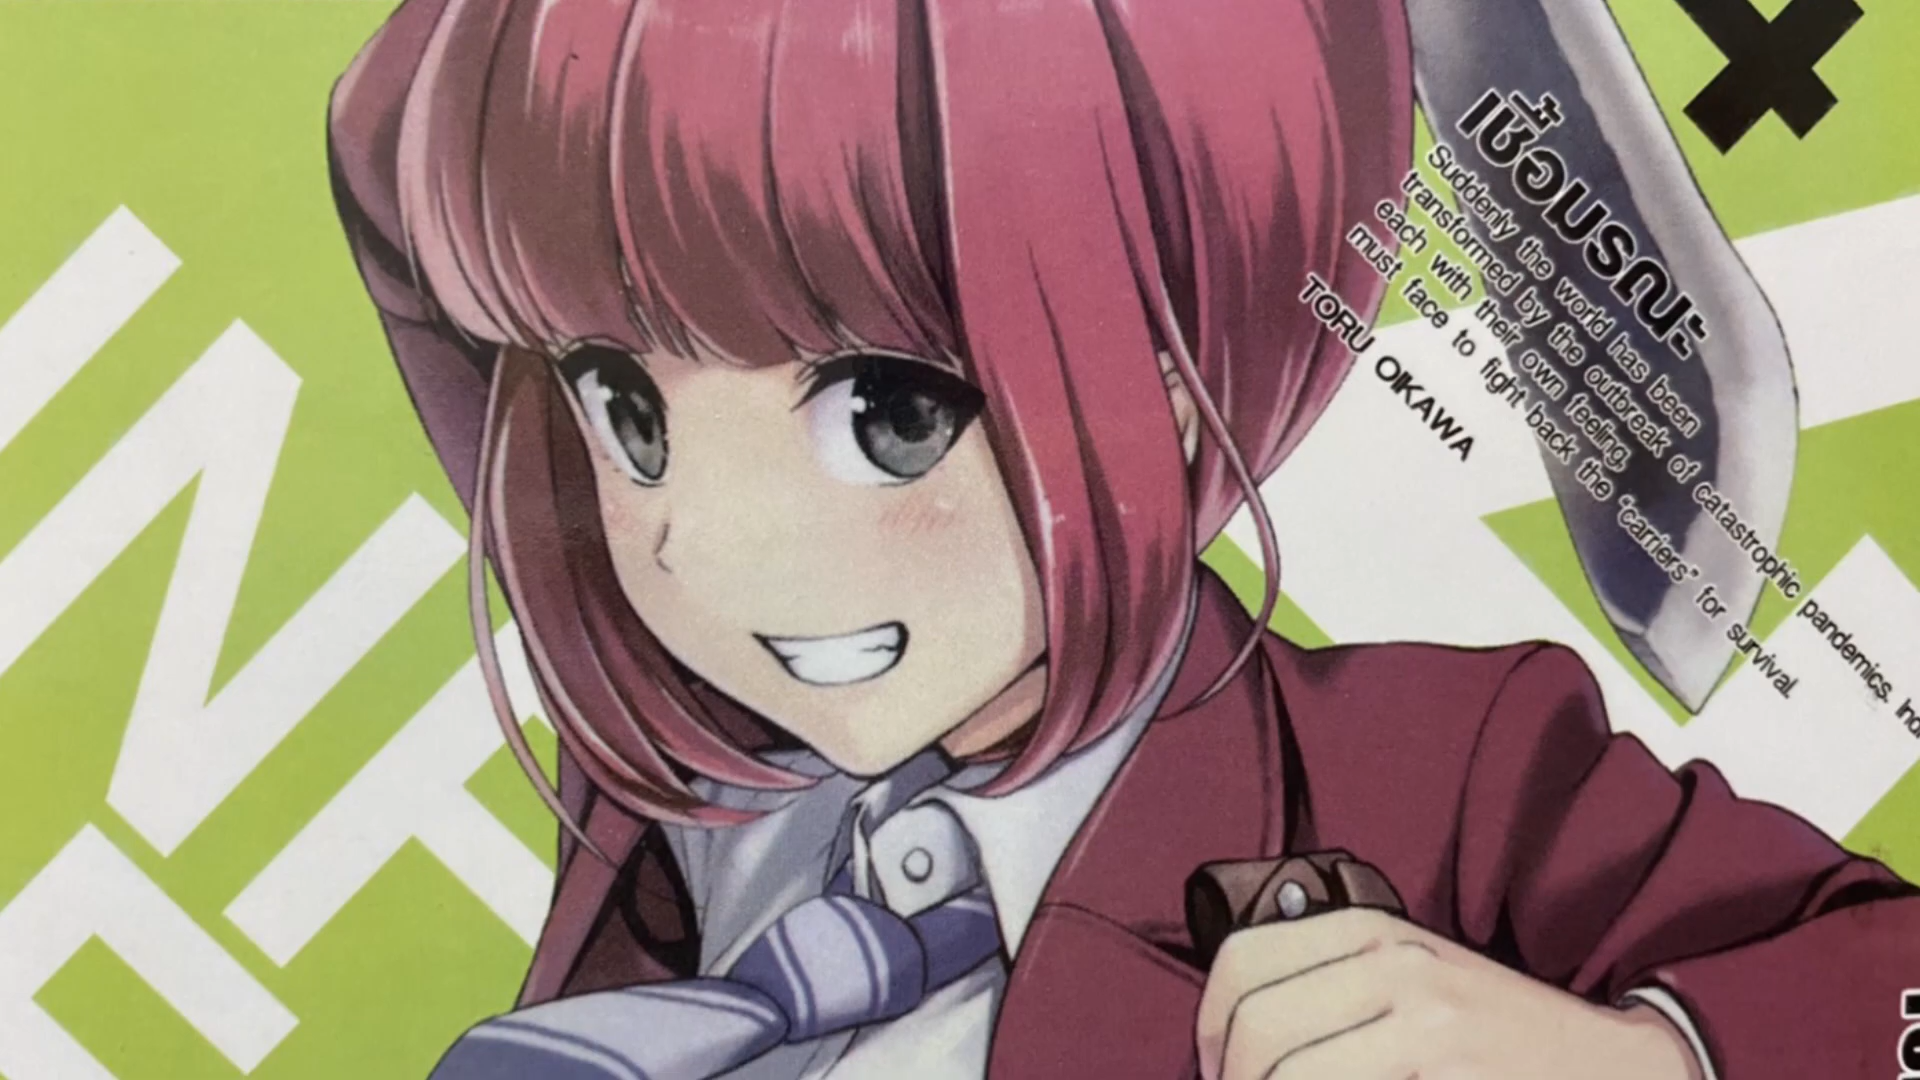 เชื้อมรณะ
Suddenly the world has been
transformed by the outbreak of catastrophic pandemics.
each with their own feeling,
must face to fight back the "carriers" for survival.
TORU OIKAWA